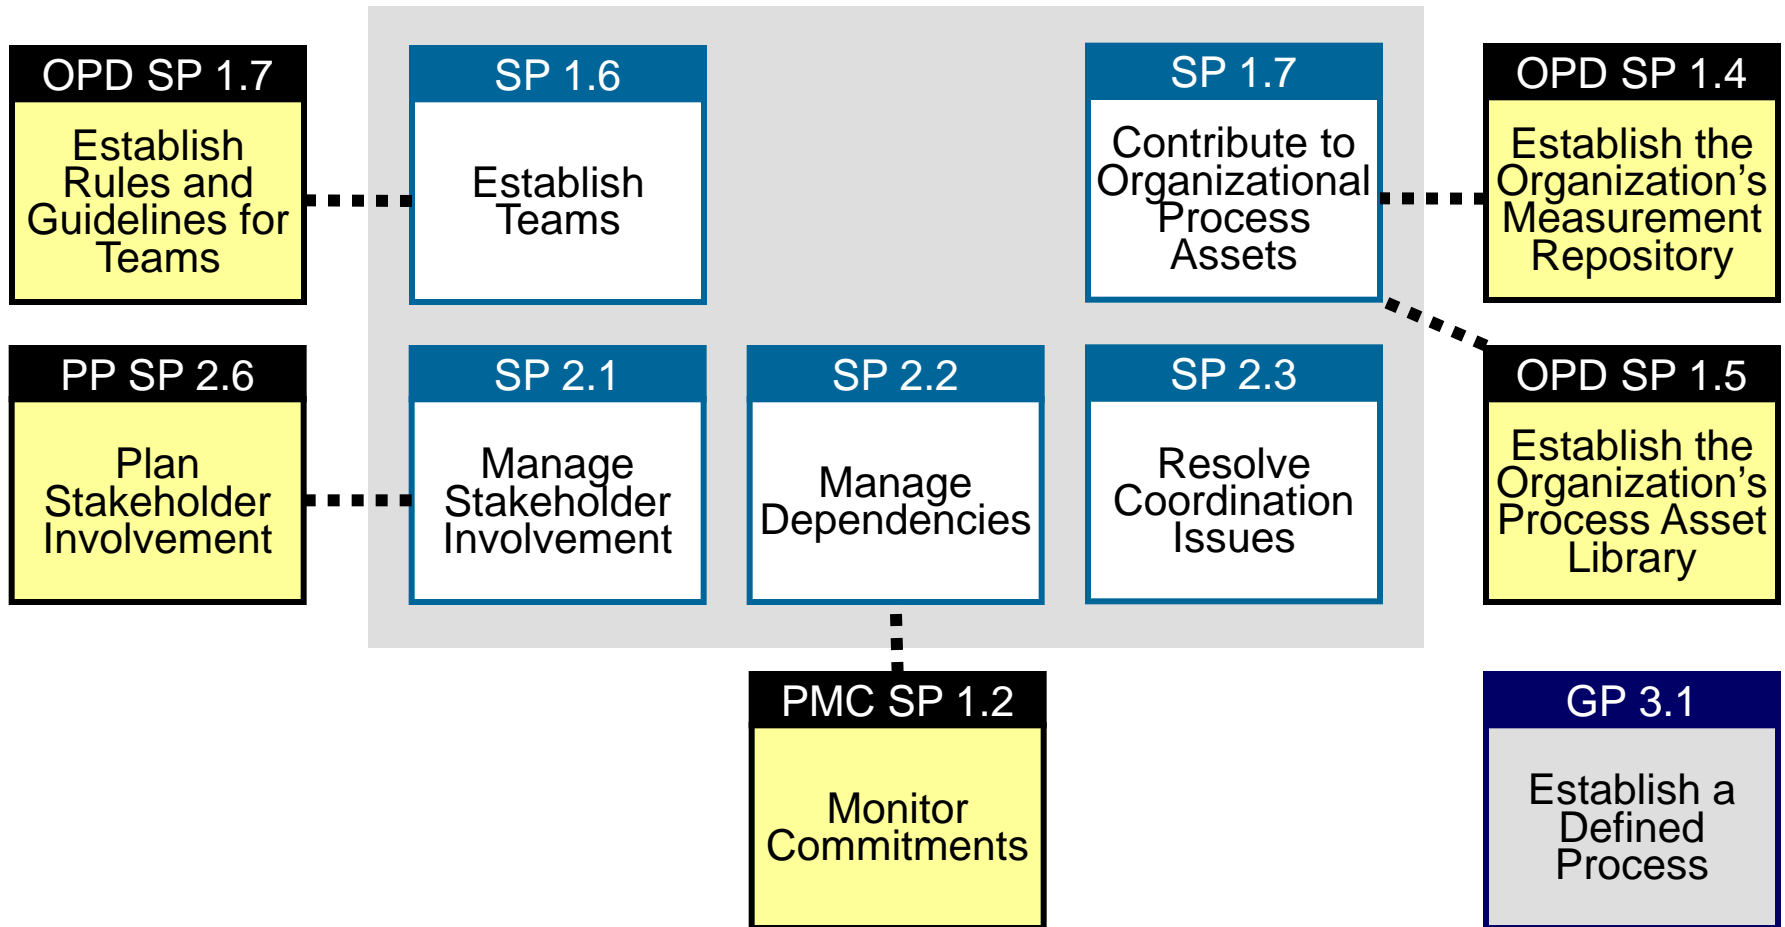 OPD SP 1.7
Establish
Rules and
Guidelines for
Teams
SP 1.6
Establish
Teams
SP 1.7
Contribute to
Organizational
Process
Assets
OPD SP 1.4
Establish the
Organization’s
Measurement
Repository
PP SP 2.6
Plan
Stakeholder
Involvement
SP 2.1
Manage
Stakeholder
Involvement
SP 2.2
Manage
Dependencies
SP 2.3
Resolve
Coordination
Issues
OPD SP 1.5
Establish the
Organization’s
Process Asset
Library
PMC SP 1.2
Monitor
Commitments
GP 3.1
Establish a
Defined
Process